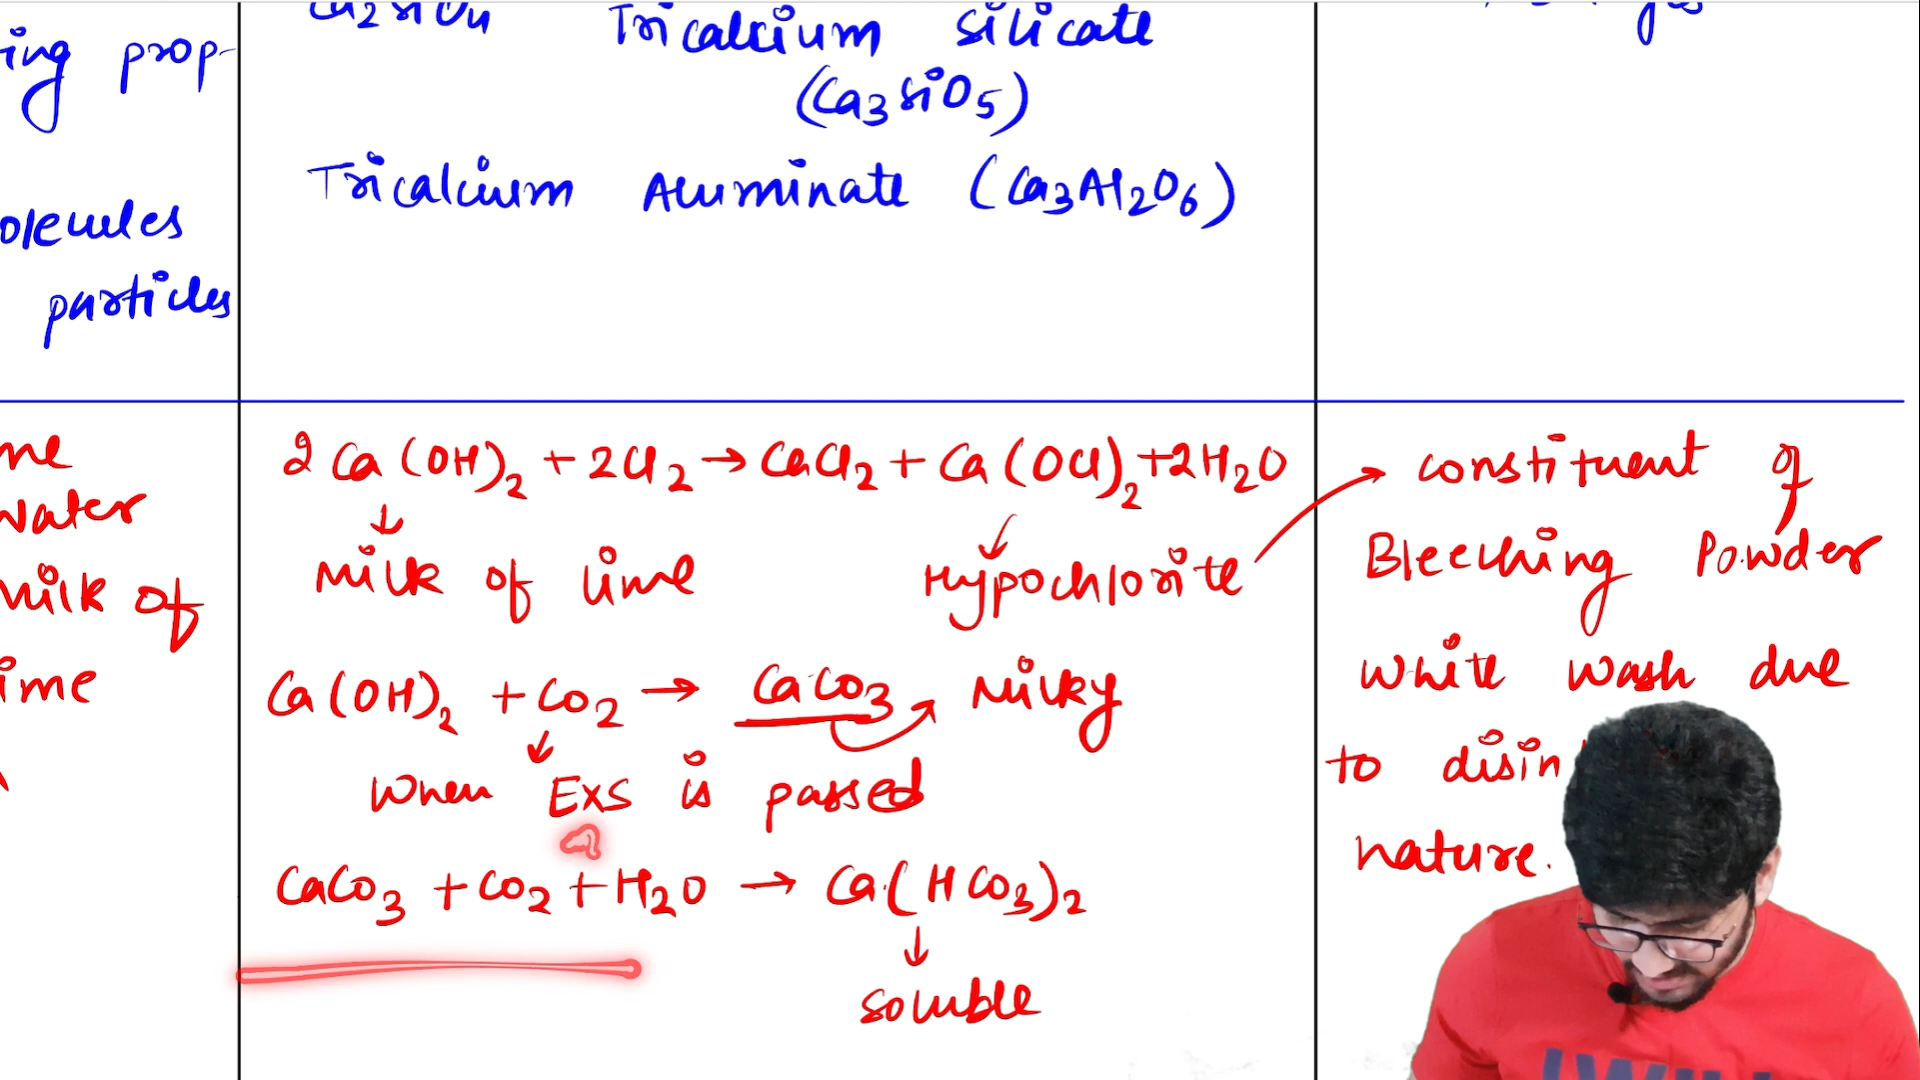 Ca2SiO4 Tricalcium silicate
(Ca3SiO5)
ing prop-
Tricalcium Aluminate (Ca3Al2O6)
olecules
particles
2Ca(OH)2 + 2Cl2 → CaCl2 + Ca(OCl)2 + 2H2O
↓
Milk of lime
Hypochlorite
Ca(OH)2 + CO2 → CaCO3 Milky
When Exs is passed
CaCO3 + CO2 + H2O → Ca(HCO3)2
↓
Soluble
me
water
Milk of
ime
constituent of
Bleeching Powder
White wash due
to disin
nature.